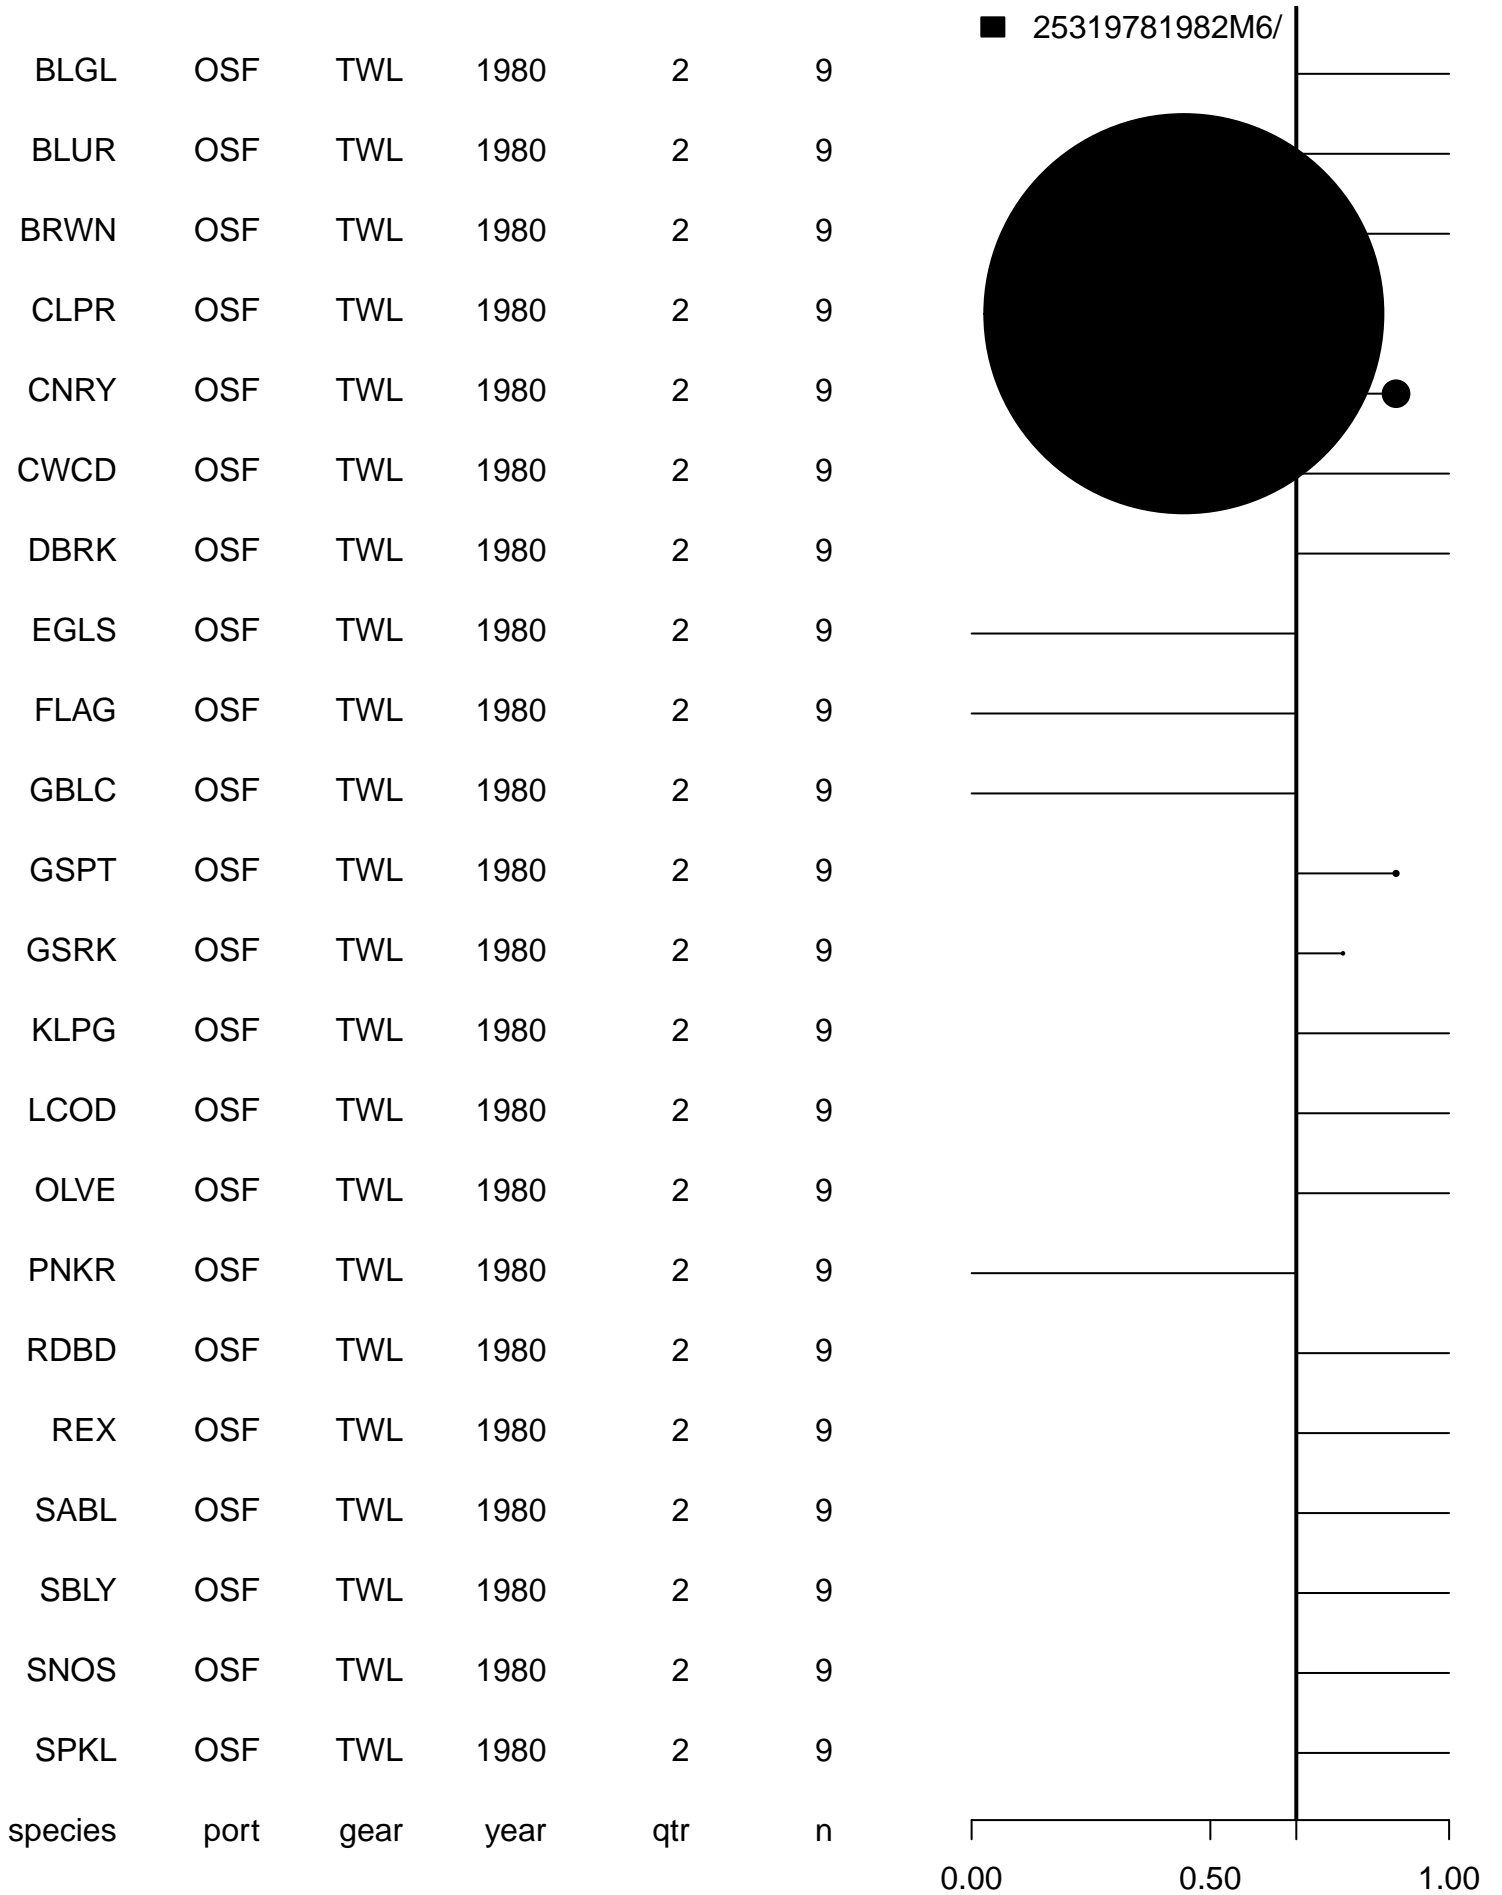 25319781982M6/
BLGL OSF TWL 1980 2 9
BLUR OSF TWL 1980 2 9
BRWN OSF TWL 1980 2 9
CLPR OSF TWL 1980 2 9
CNRY OSF TWL 1980 2 9
CWCD OSF TWL 1980 2 9
DBRK OSF TWL 1980 2 9
EGLS OSF TWL 1980 2 9
FLAG OSF TWL 1980 2 9
GBLC OSF TWL 1980 2 9
GSPT OSF TWL 1980 2 9
GSRK OSF TWL 1980 2 9
KLPG OSF TWL 1980 2 9
LCOD OSF TWL 1980 2 9
OLVE OSF TWL 1980 2 9
PNKR OSF TWL 1980 2 9
RDBD OSF TWL 1980 2 9
REX OSF TWL 1980 2 9
SABL OSF TWL 1980 2 9
SBLY OSF TWL 1980 2 9
SNOS OSF TWL 1980 2 9
SPKL OSF TWL 1980 2 9
species port gear year qtr n
0.00 0.50 1.00